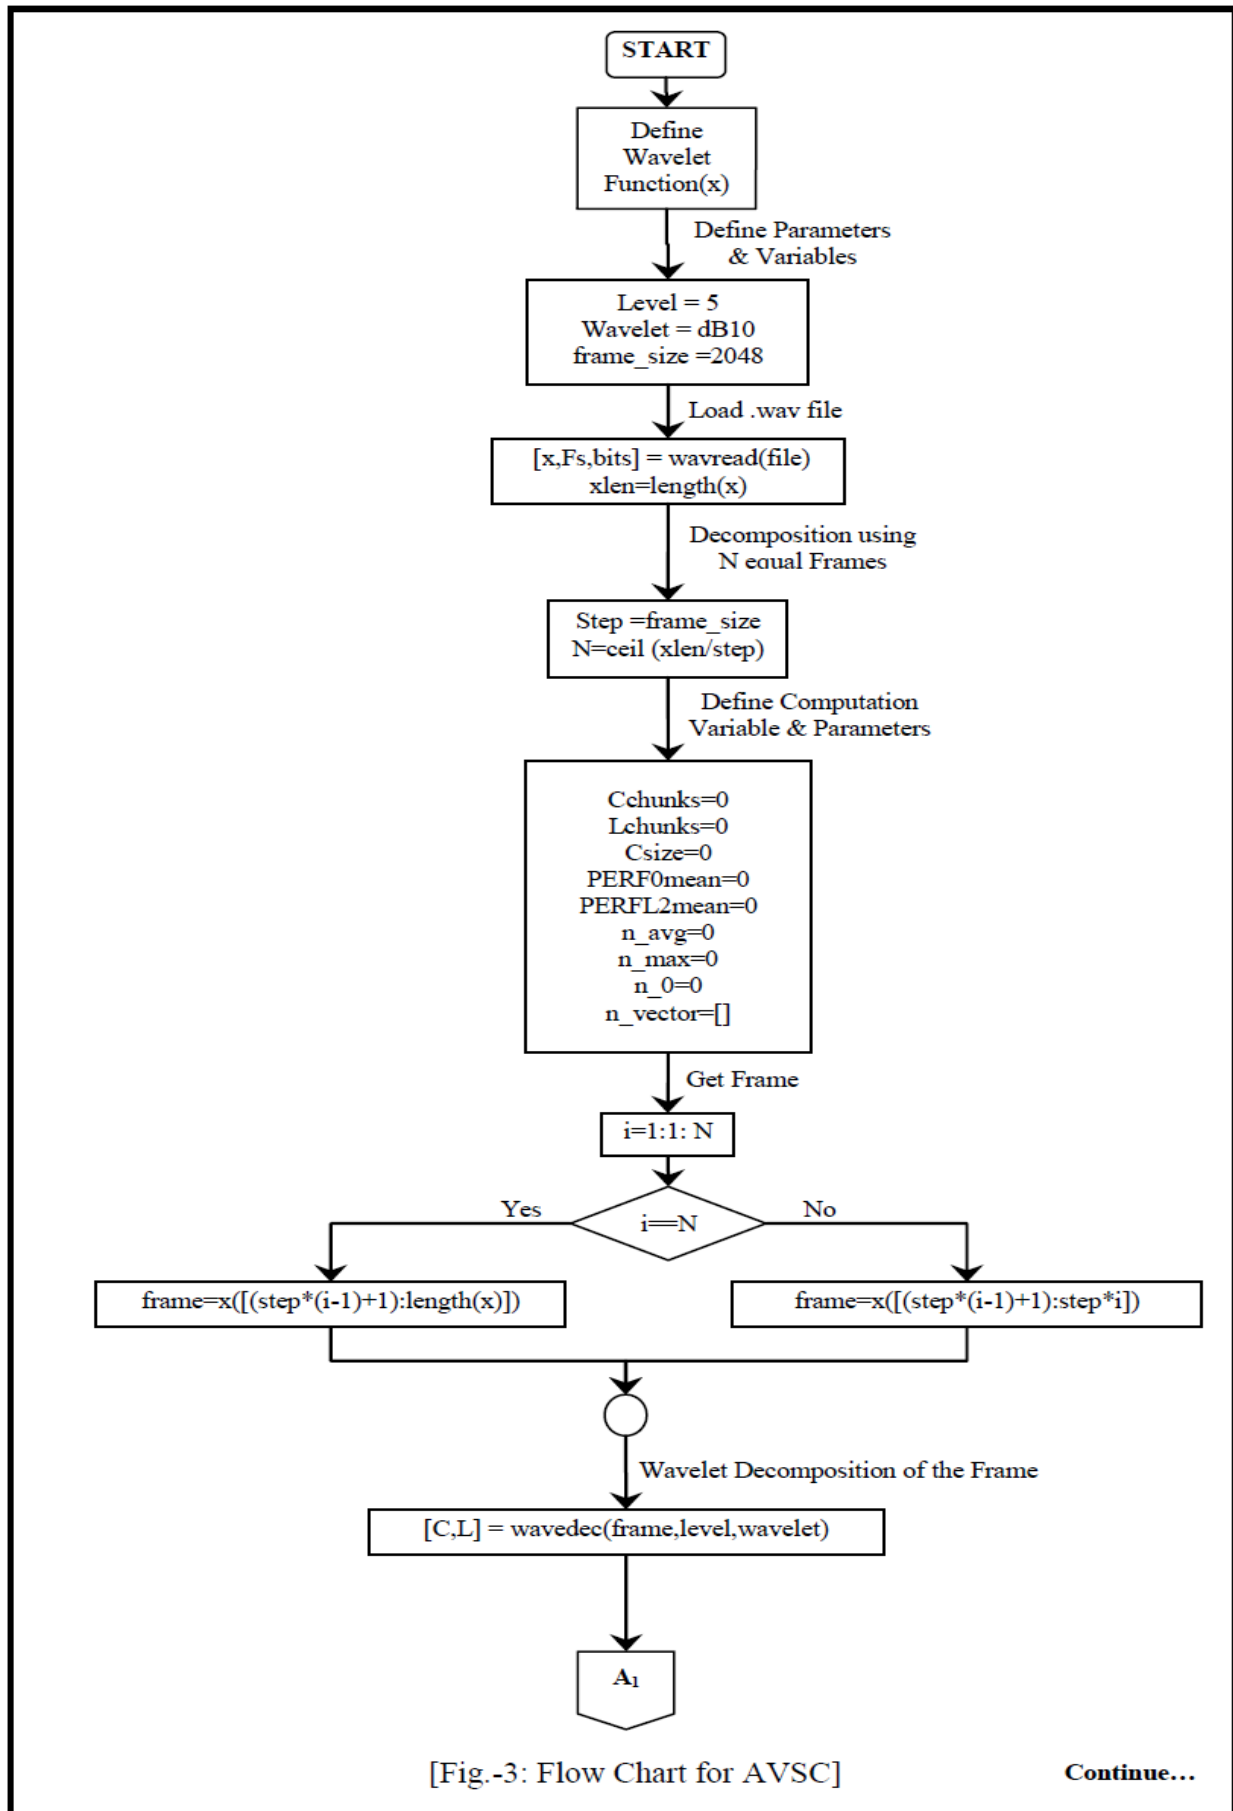 START
Define
Wavelet
Function(x)
Define Parameters
& Variables
Level = 5
Wavelet = dB10
frame_size =2048
Load .wav file
[x,Fs,bits] = wavread(file)
xlen=length(x)
Decomposition using
N equal Frames
Step =frame_size
N=ceil (xlen/step)
Define Computation
Variable & Parameters
Cchunks=0
Lchunks=0
Csize=0
PERF0mean=0
PERFL2mean=0
n_avg=0
n_max=0
n_0=0
n_vector=[]
Get Frame
i=1:1: N
Yes
i==N
No
frame=x([(step*(i-1)+1):length(x)])
frame=x([(step*(i-1)+1):step*i])
Wavelet Decomposition of the Frame
[C,L] = wavedec(frame,level,wavelet)
A₁
[Fig.-3: Flow Chart for AVSC]
Continue…